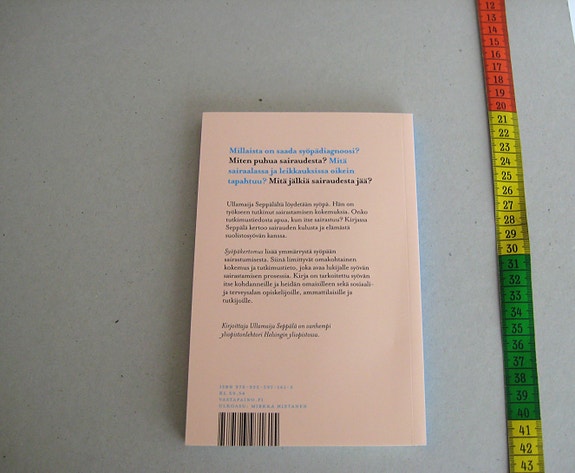 Millaista on saada syöpädiagnoosi?
Miten puhua sairaudesta? Mitä
sairaalassa ja leikkauksissa oikein
tapahtuu? Mitä jälkiä sairaudesta jää?
Ullamaija Seppälältä löydetään syöpä. Hän on
työkseen tutkinut sairastamisen kokemuksia. Onko
tutkimustiedosta apua, kun itse sairastuu? Kirjassa
Seppälä kertoo sairauden kulusta ja elämästä
suolistosyövän kanssa.
Syöpäkertomus lisää ymmärrystä syöpään
sairastumisesta. Siinä limittyvät omakohtainen
kokemus ja tutkimustieto, joka avaa lukijalle syövän
sairastamisen prosessia. Kirja on tarkoitettu syövän
itse kohdanneille ja heidän omaisilleen sekä sosiaali-
ja terveysalan opiskelijoille, ammattilaisille ja
tutkijoille.
Kirjoittaja Ullamaija Seppälä on vanhempi
yliopistonlehtori Helsingin yliopistossa.
ISBN
VASTAPAINO.FI
ULKOASU: MINNA
12
13
14
15
16
17
18
19
20
21
22
23
24
25
26
27
28
29
30
31
32
33
34
35
36
37
38
39
40
41
42
43